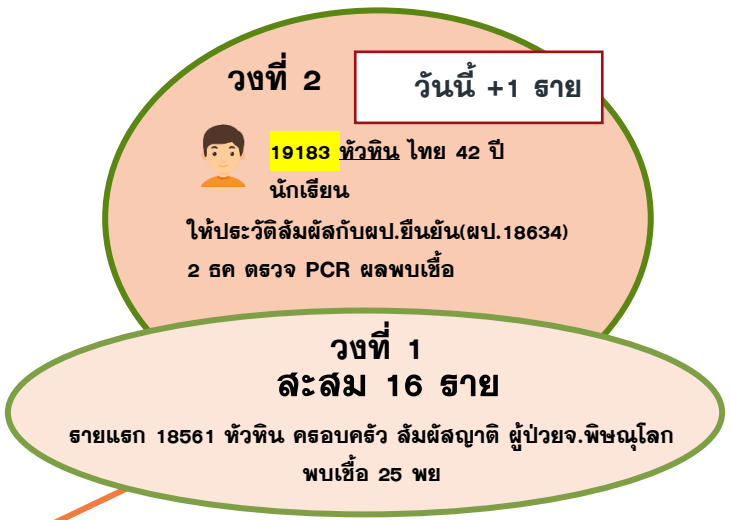 วงที่ 2
วันนี้ +1 ราย
19183 หัวหิน ไทย 42 ปี
นักเรียน
ให้ประวัติสัมผัสกับผป.ยืนยัน(ผป.18634)
2 ธค ตรวจ PCR ผลพบเชื้อ
วงที่ 1
สะสม 16 ราย
รายแรก 18561 หัวหิน ครอบครัว สัมผัสญาติ ผู้ป่วยจ.พิษณุโลก
พบเชื้อ 25 พย